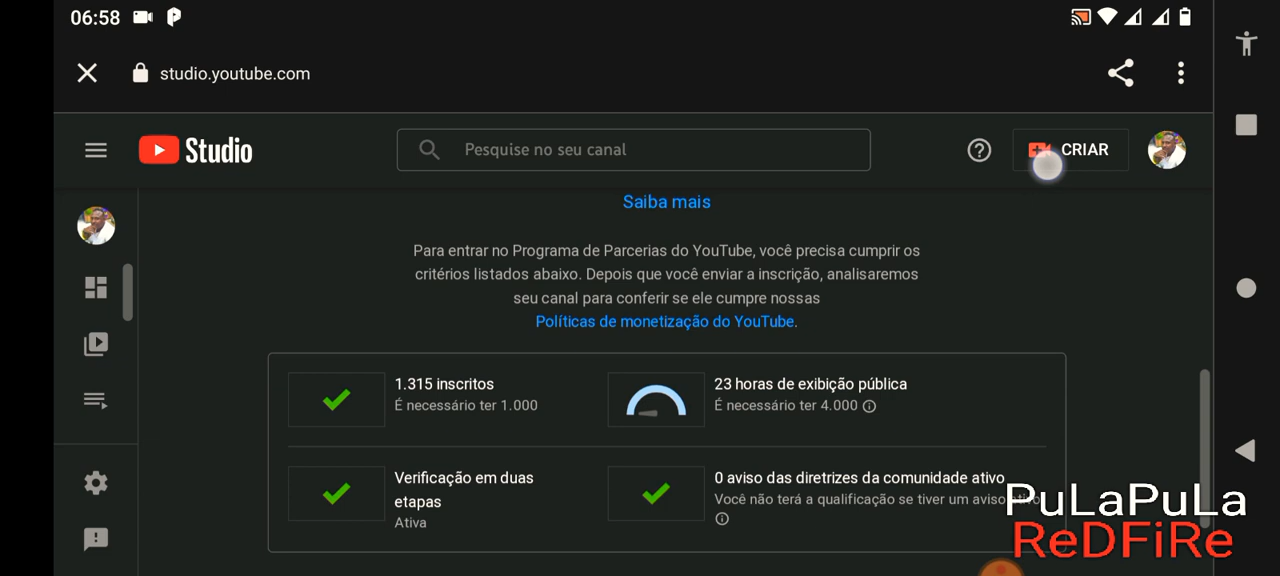 06:58
studio.youtube.com
Studio
Pesquise no seu canal
CRIAR
Saiba mais
Para entrar no Programa de Parcerias do YouTube, você precisa cumprir os
critérios listados abaixo. Depois que você enviar a inscrição, analisaremos
seu canal para conferir se ele cumpre nossas
Políticas de monetização do YouTube.
1.315 inscritos
É necessário ter 1.000
23 horas de exibição pública
É necessário ter 4.000
Verificação em duas
etapas
Ativa
0 aviso das diretrizes da comunidade ativo
Você não terá a qualificação se tiver um aviso ativo
PuLaPuLa
ReDFiRe